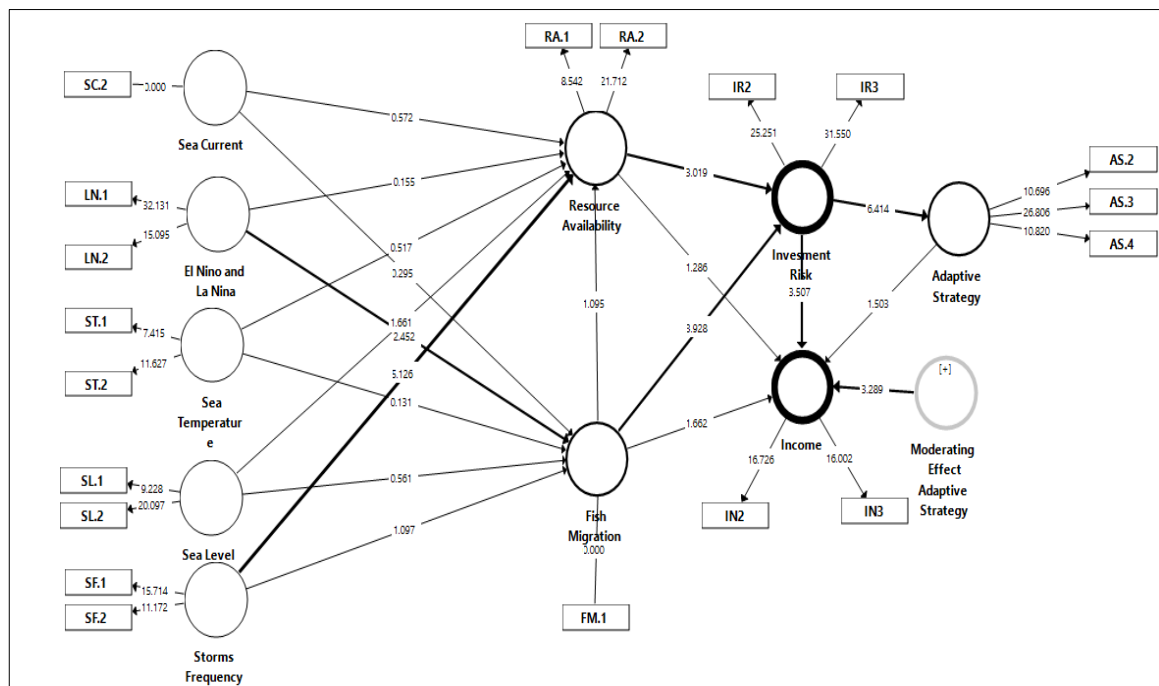 RA.1
RA.2
8.542
21.712
SC.2
0.000
Sea Current
IR2
IR3
25.251
31.550
0.572
LN.1
32.131
LN.2
15.095
El Nino and
La Nina
0.155
Resource
Availability
3.019
Invesment
Risk
6.414
AS.2
10.696
AS.3
26.806
AS.4
10.820
Adaptive
Strategy
0.517
0.295
1.286
3.507
1.503
ST.1
7.415
ST.2
11.627
Sea
Temperatur
e
1.661
2.452
5.126
0.131
1.095
3.928
[+]
3.289
Income
Moderating
Effect
Adaptive
Strategy
1.662
16.726
16.002
IN2
IN3
SL.1
9.228
SL.2
20.097
Sea Level
0.561
1.097
Fish
Migration
0.000
FM.1
SF.1
15.714
SF.2
11.172
Storms
Frequency